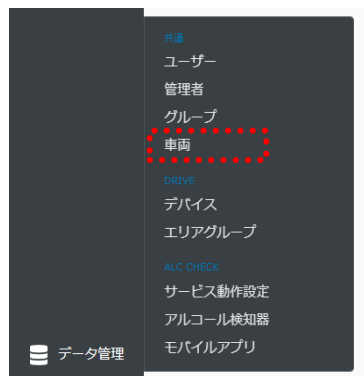 共通
ユーザー
管理者
グループ
車両
DRIVE
デバイス
エリアグループ
ALC CHECK
サービス動作設定
アルコール検知器
モバイルアプリ
データ管理